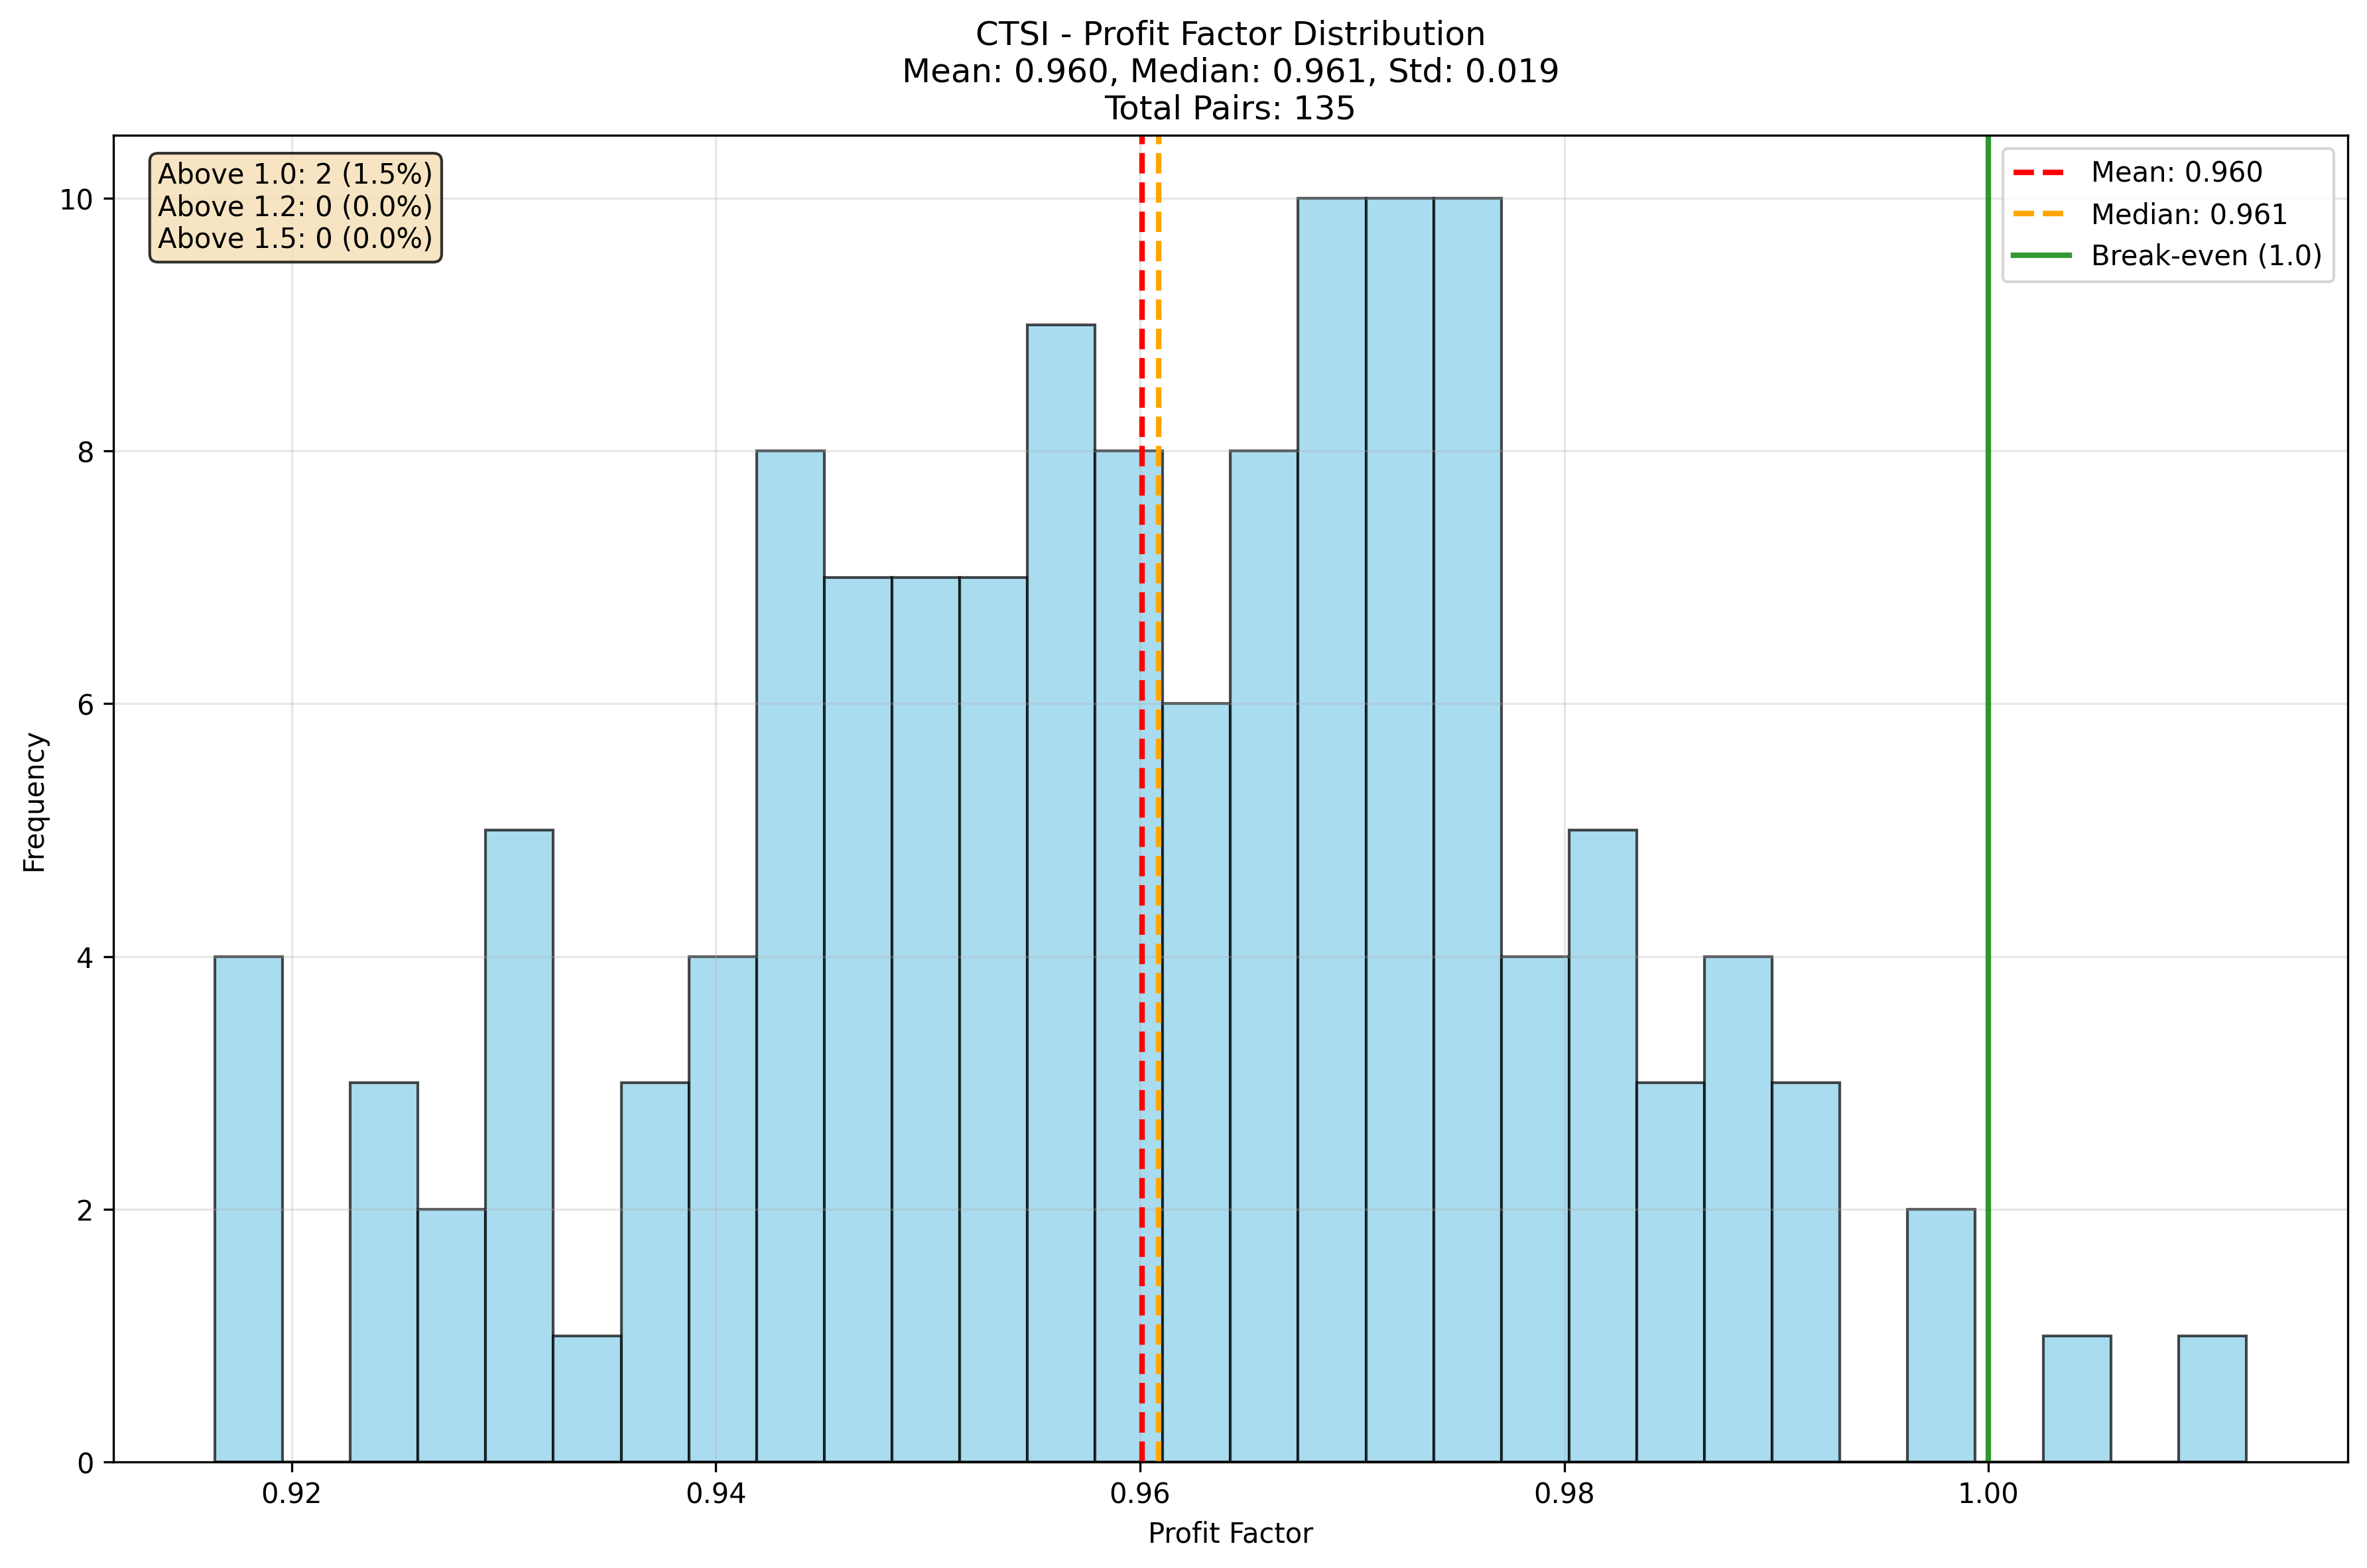 CTSI - Profit Factor Distribution
Mean: 0.960, Median: 0.961, Std: 0.019
Total Pairs: 135
Above 1.0: 2 (1.5%)
Above 1.2: 0 (0.0%)
Above 1.5: 0 (0.0%)
Mean: 0.960
Median: 0.961
Break-even (1.0)
Frequency
10
8
6
4
2
0
0.92
0.94
0.96
0.98
1.00
Profit Factor